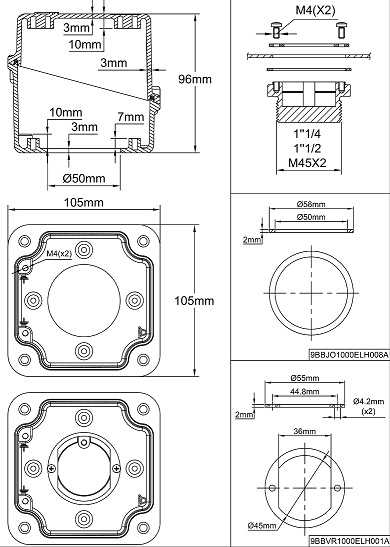 M4(X2)
3mm
10mm
3mm
96mm
10mm
7mm
3mm
Ø50mm
1"1/4
1"1/2
M45X2
105mm
M4(x2)
105mm
Ø58mm
Ø50mm
2mm
9BBJO1000ELH008A
Ø55mm
44.8mm
Ø4.2mm
(x2)
2mm
36mm
Ø45mm
9BBVR1000ELH001A